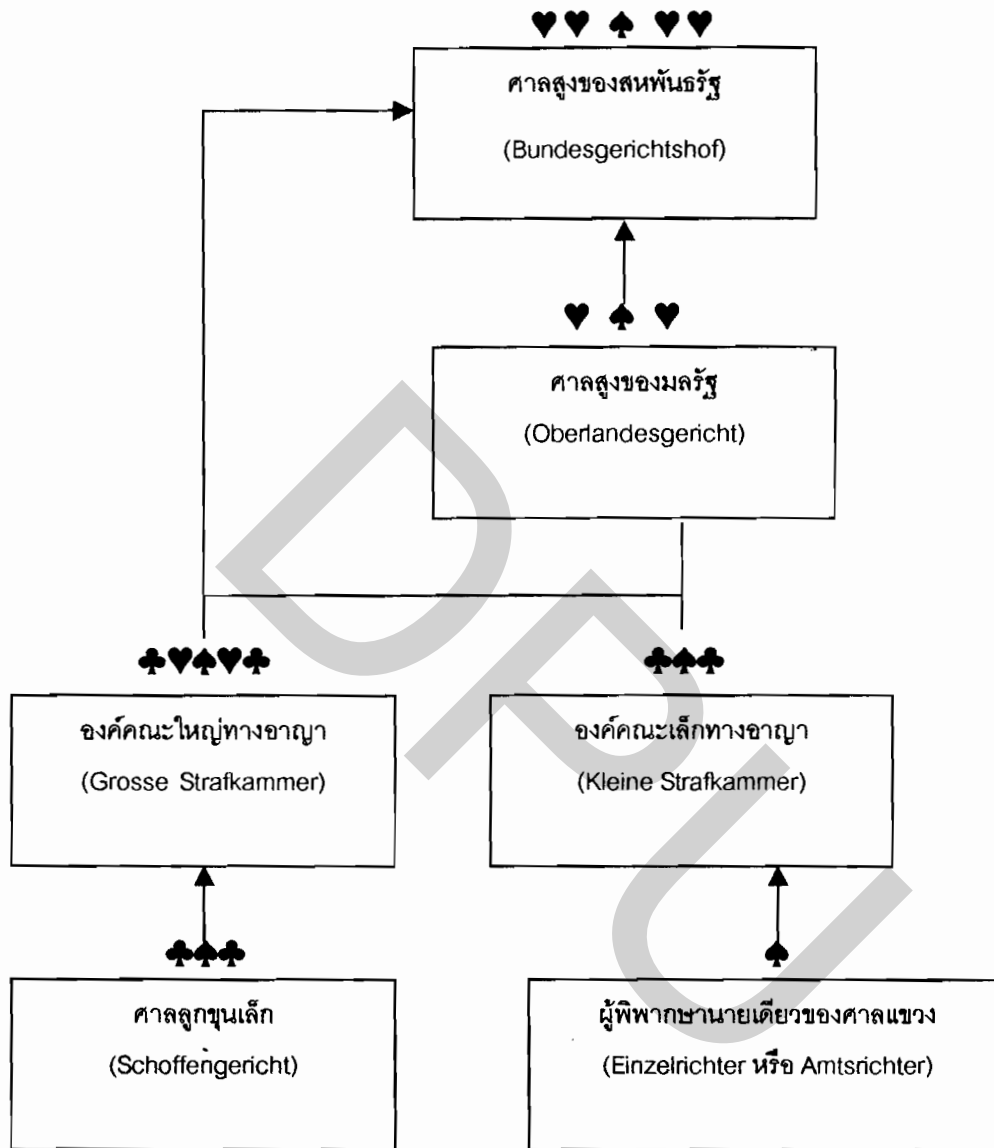 ♥♥ ♠ ♥♥
ศาลสูงของสหพันธรัฐ
(Bundesgerichtshof)
♥ ♠ ♥
ศาลสูงของมลรัฐ
(Oberlandesgericht)
♣♥♠♥♣
องค์คณะใหญ่ทางอาญา
(Grosse Strafkammer)
♣♠♣
องค์คณะเล็กทางอาญา
(Kleine Strafkammer)
♣♠♣
ศาลลูกขุนเล็ก
(Schoffengericht)
♠
ผู้พิพากษานายเดียวของศาลแขวง
(Einzelrichter หรือ Amtsrichter)
DPU